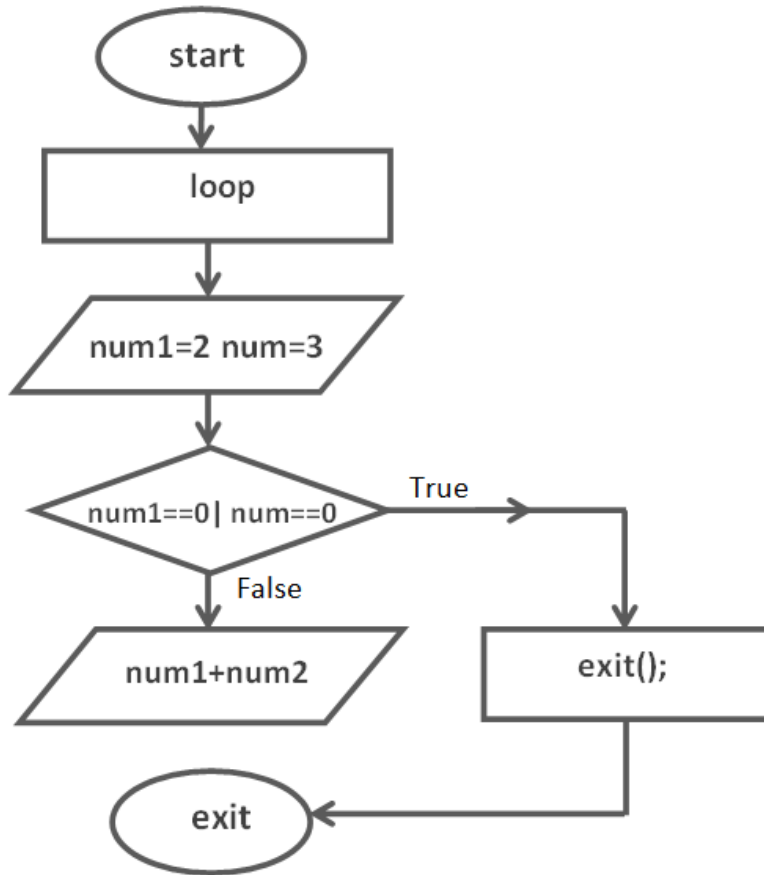 start
loop
num1=2 num=3
num1==0| num==0
True
False
num1+num2
exit();
exit